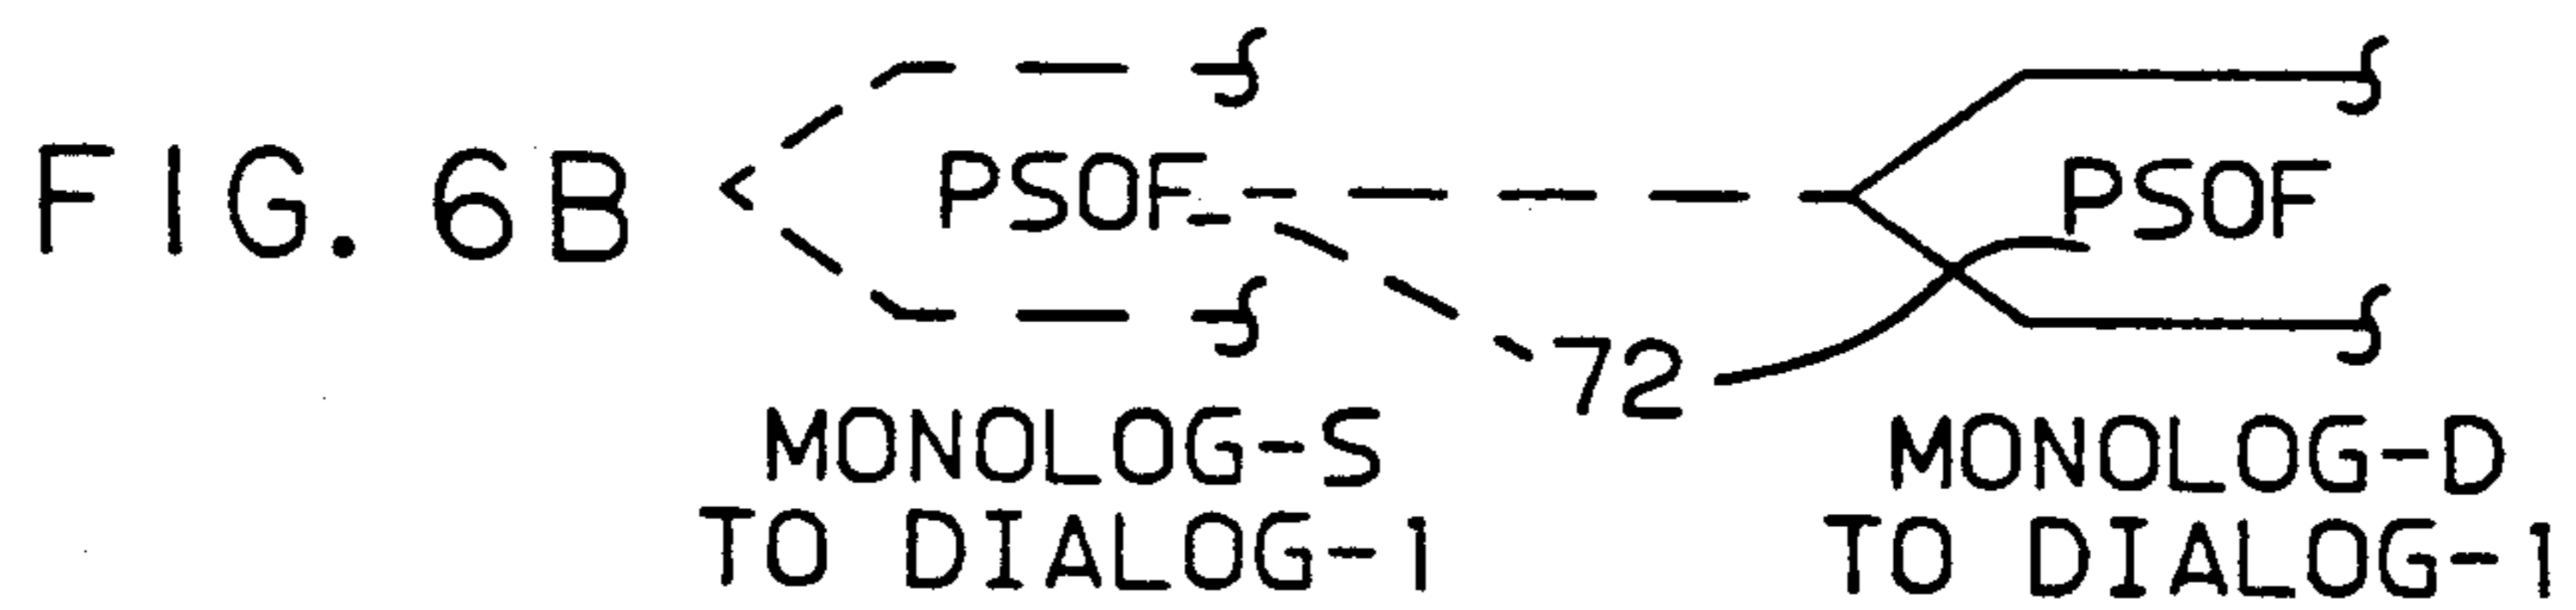 FIG. 6B
PSOF
PSOF
72
MONOLOG-S
TO DIALOG-1
MONOLOG-D
TO DIALOG-1